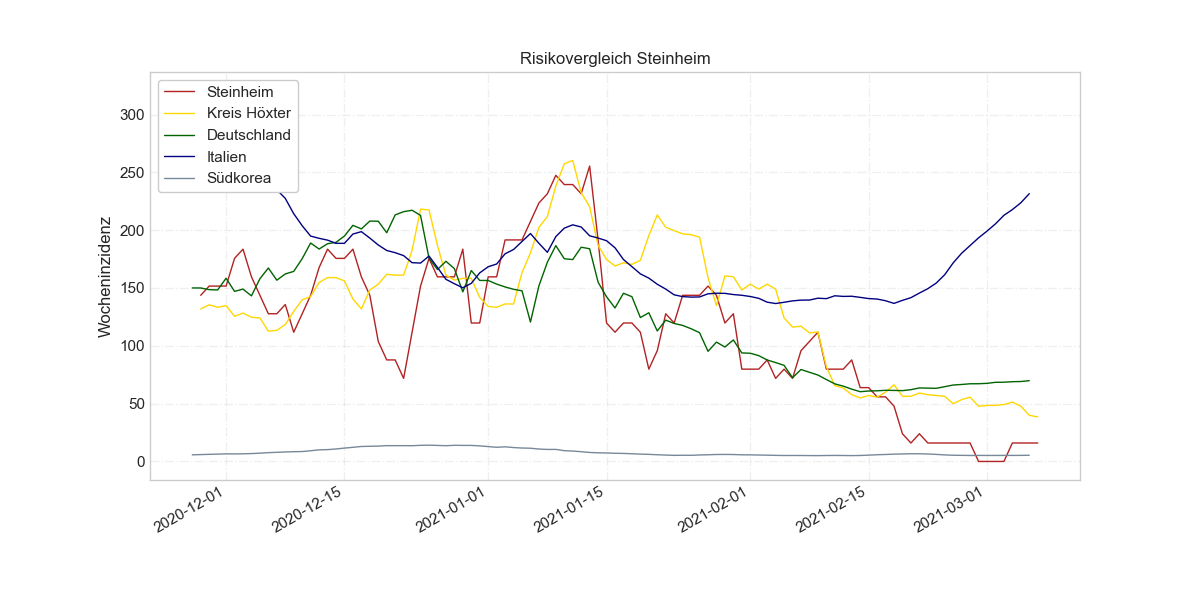 Risikovergleich Steinheim
Steinheim
Kreis Höxter
Deutschland
Italien
Südkorea
Wocheninzidenz
300
250
200
150
100
50
0
2020-12-01
2020-12-15
2021-01-01
2021-01-15
2021-02-01
2021-02-15
2021-03-01